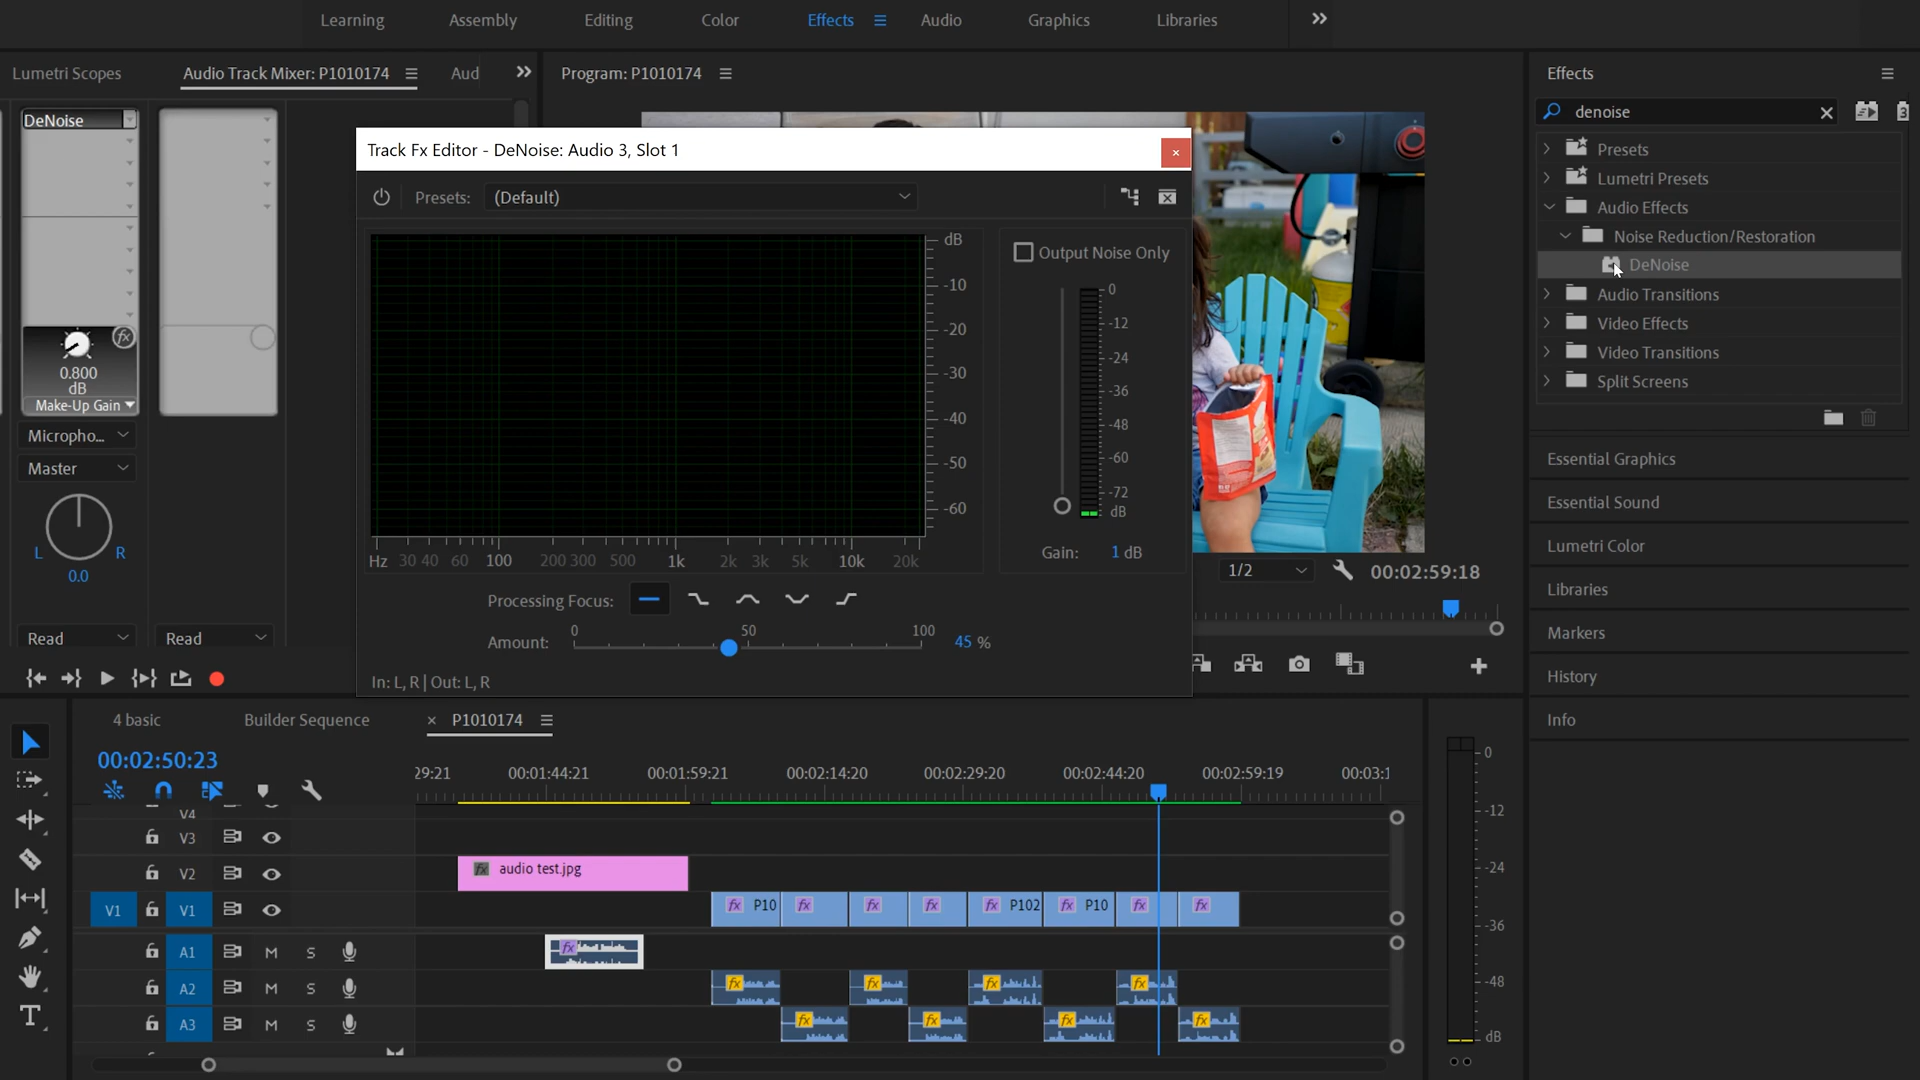 Learning Assembly Editing Color Effects Audio Graphics Libraries
Lumetri Scopes Audio Track Mixer: P1010174 Aud
Program: P1010174
Effects
denoise
DeNoise
0.800
dB
Make-Up Gain
Micropho...
Master
L R
0.0
Read Read
Track Fx Editor - DeNoise: Audio 3, Slot 1
Presets: (Default)
dB
-10
-20
-30
-40
-50
-60
Hz 30 40 60 100 200 300 500 1k 2k 3k 5k 10k 20k
Output Noise Only
0
-12
-24
-36
-48
-60
-72
dB
Gain: 1 dB
Processing Focus:
0 50 100
Amount: 45 %
In: L, R | Out: L, R
1/2 00:02:59:18
Presets
Lumetri Presets
Audio Effects
Noise Reduction/Restoration
DeNoise
Audio Transitions
Video Effects
Video Transitions
Split Screens
Essential Graphics
Essential Sound
Lumetri Color
Libraries
Markers
History
Info
4 basic Builder Sequence × P1010174
00:02:50:23
29:21 00:01:44:21 00:01:59:21 00:02:14:20 00:02:29:20 00:02:44:20 00:02:59:19 00:03:1
V4
V3
V2 fx audio test.jpg
V1 V1 fx P10 fx fx fx fx P102 fx P10 fx fx
A1 M S fx
A2 M S fx fx fx fx
A3 M S fx fx fx fx
0
-12
-24
-36
-48
dB